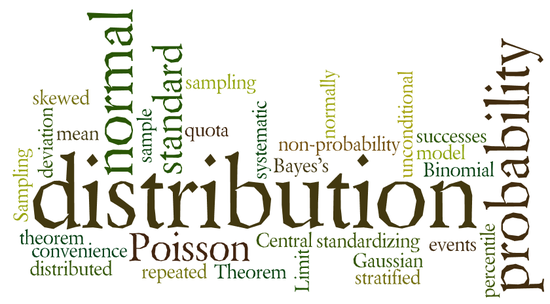 normal
probability
standard
sampling
skewed
normally
unconditional
deviation
sample
systematic
mean
quota
successes
non-probability
model
Sampling
Bayes's
Binomial
distribution
percentile
theorem
convenience
distributed
Poisson
repeated
Theorem
Central
Limit
standardizing
Gaussian
stratified
events